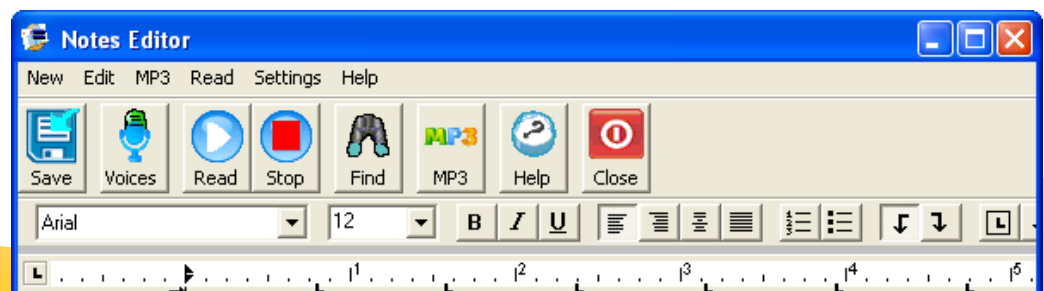 Notes Editor
New Edit MP3 Read Settings Help
MP3
Save Voices Read Stop Find MP3 Help Close
Arial 12 B I U
1 2 3 4 5